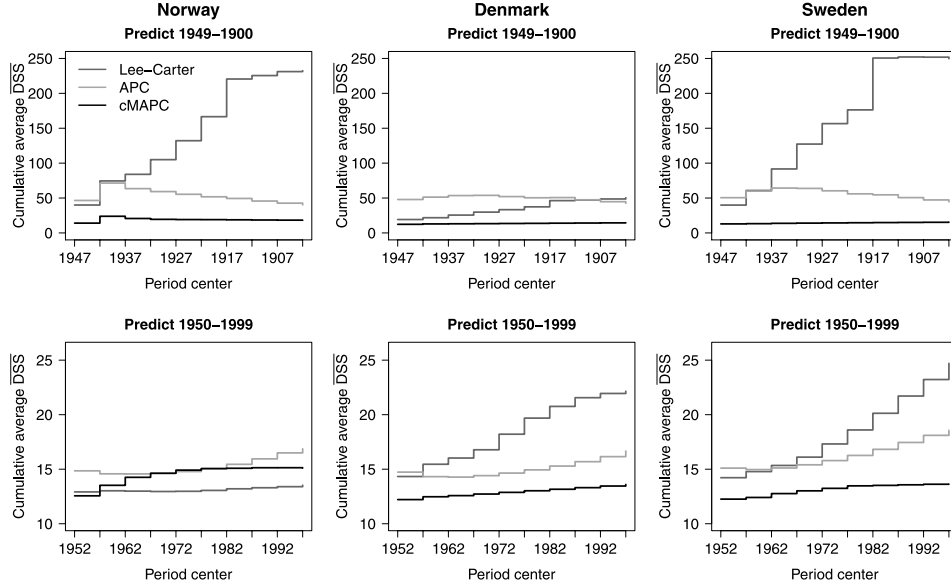 Norway
Denmark
Sweden
Predict 1949–1900
Predict 1949–1900
Predict 1949–1900
Cumulative average DSS
250
200
150
100
50
0
Lee–Carter
APC
cMAPC
1947 1937 1927 1917 1907
Period center
Cumulative average DSS
250
200
150
100
50
0
1947 1937 1927 1917 1907
Period center
Cumulative average DSS
250
200
150
100
50
0
1947 1937 1927 1917 1907
Period center
Predict 1950–1999
Predict 1950–1999
Predict 1950–1999
Cumulative average DSS
25
20
15
10
1952 1962 1972 1982 1992
Period center
Cumulative average DSS
25
20
15
10
1952 1962 1972 1982 1992
Period center
Cumulative average DSS
25
20
15
10
1952 1962 1972 1982 1992
Period center